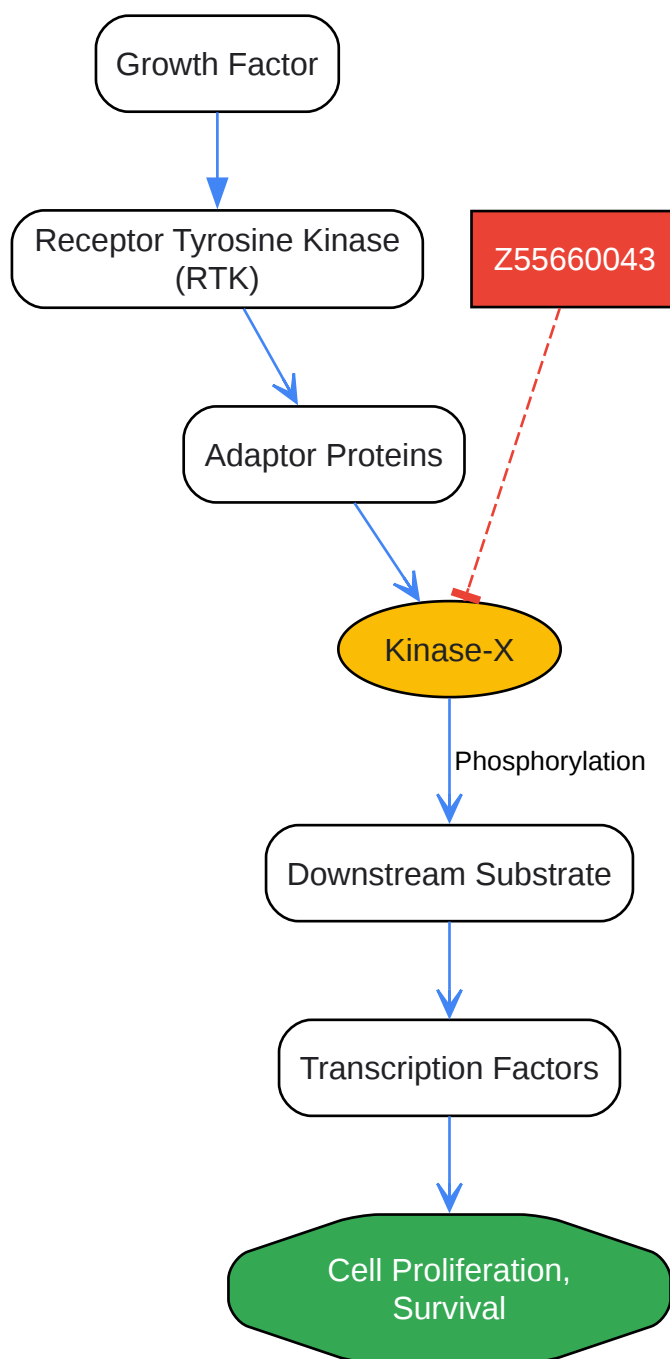 Growth Factor
Receptor Tyrosine Kinase
(RTK)
Z55660043
Adaptor Proteins
Kinase-X
Phosphorylation
Downstream Substrate
Transcription Factors
Cell Proliferation,
Survival